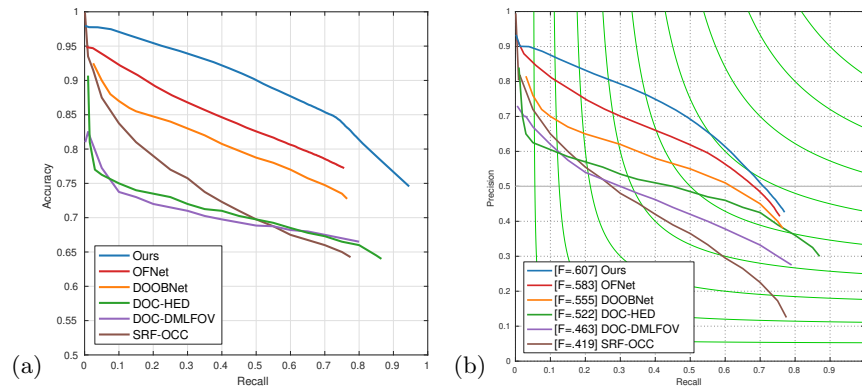 1
0.95
0.9
0.85
0.8
0.75
0.7
0.65
0.6
0.55
0.5
Accuracy
Ours
OFNet
DOOBNet
DOC-HED
DOC-DMLFOV
SRF-OCC
0 0.1 0.2 0.3 0.4 0.5 0.6 0.7 0.8 0.9 1
Recall
(a)
1
0.9
0.8
0.7
0.6
0.5
0.4
0.3
0.2
0.1
0
Precision
[F=.607] Ours
[F=.583] OFNet
[F=.555] DOOBNet
[F=.522] DOC-HED
[F=.463] DOC-DMLFOV
[F=.419] SRF-OCC
0 0.1 0.2 0.3 0.4 0.5 0.6 0.7 0.8 0.9
Recall
(b)